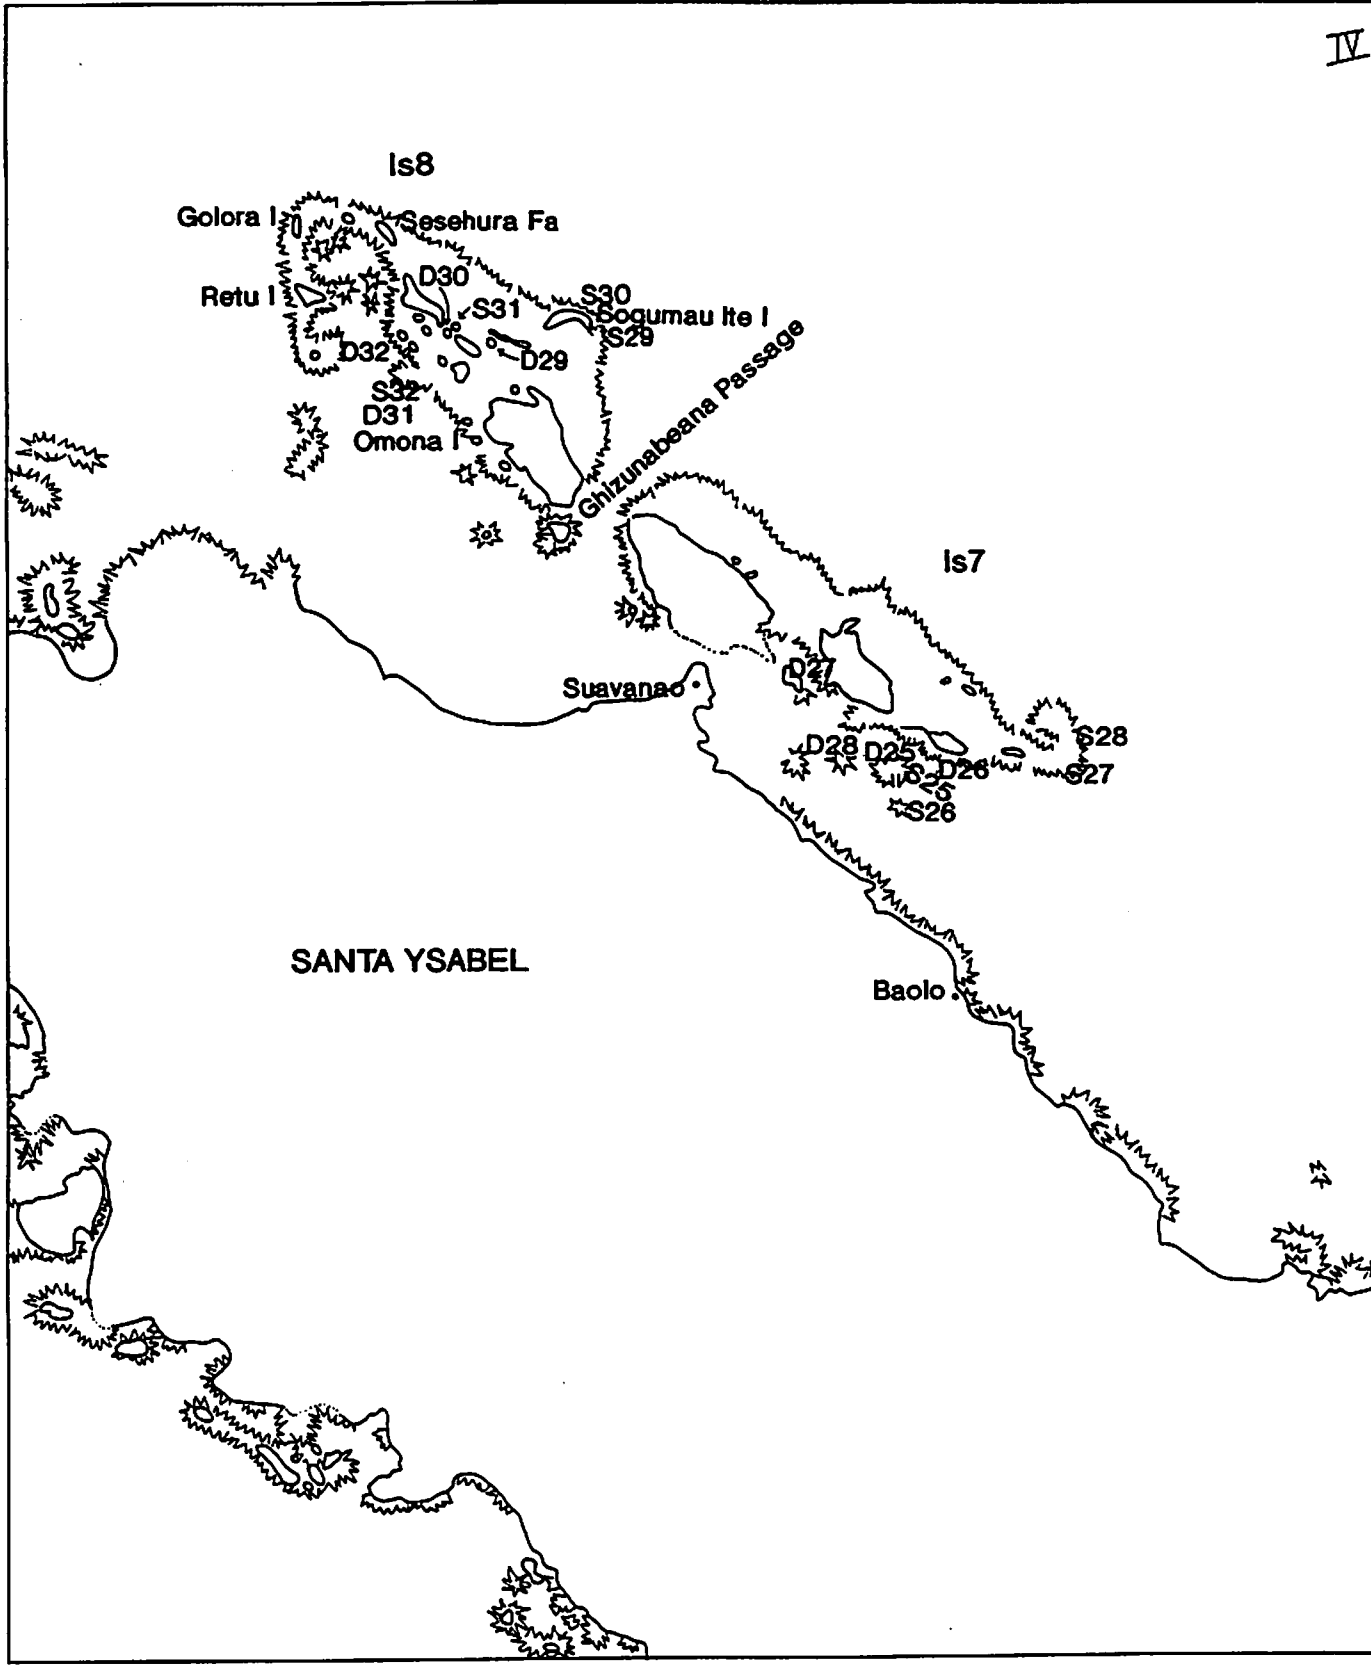 IV
Is8
Golora I
Sesehura Fa
D30
Retu I
S30
S31
Sogumau Ite I
S29
D32
D29
S32
D31
Omona I
Ghizunabeana Passage
Is7
D27
Suavanao
S28
D28
D25
D26
S27
S25
S26
SANTA YSABEL
Baolo